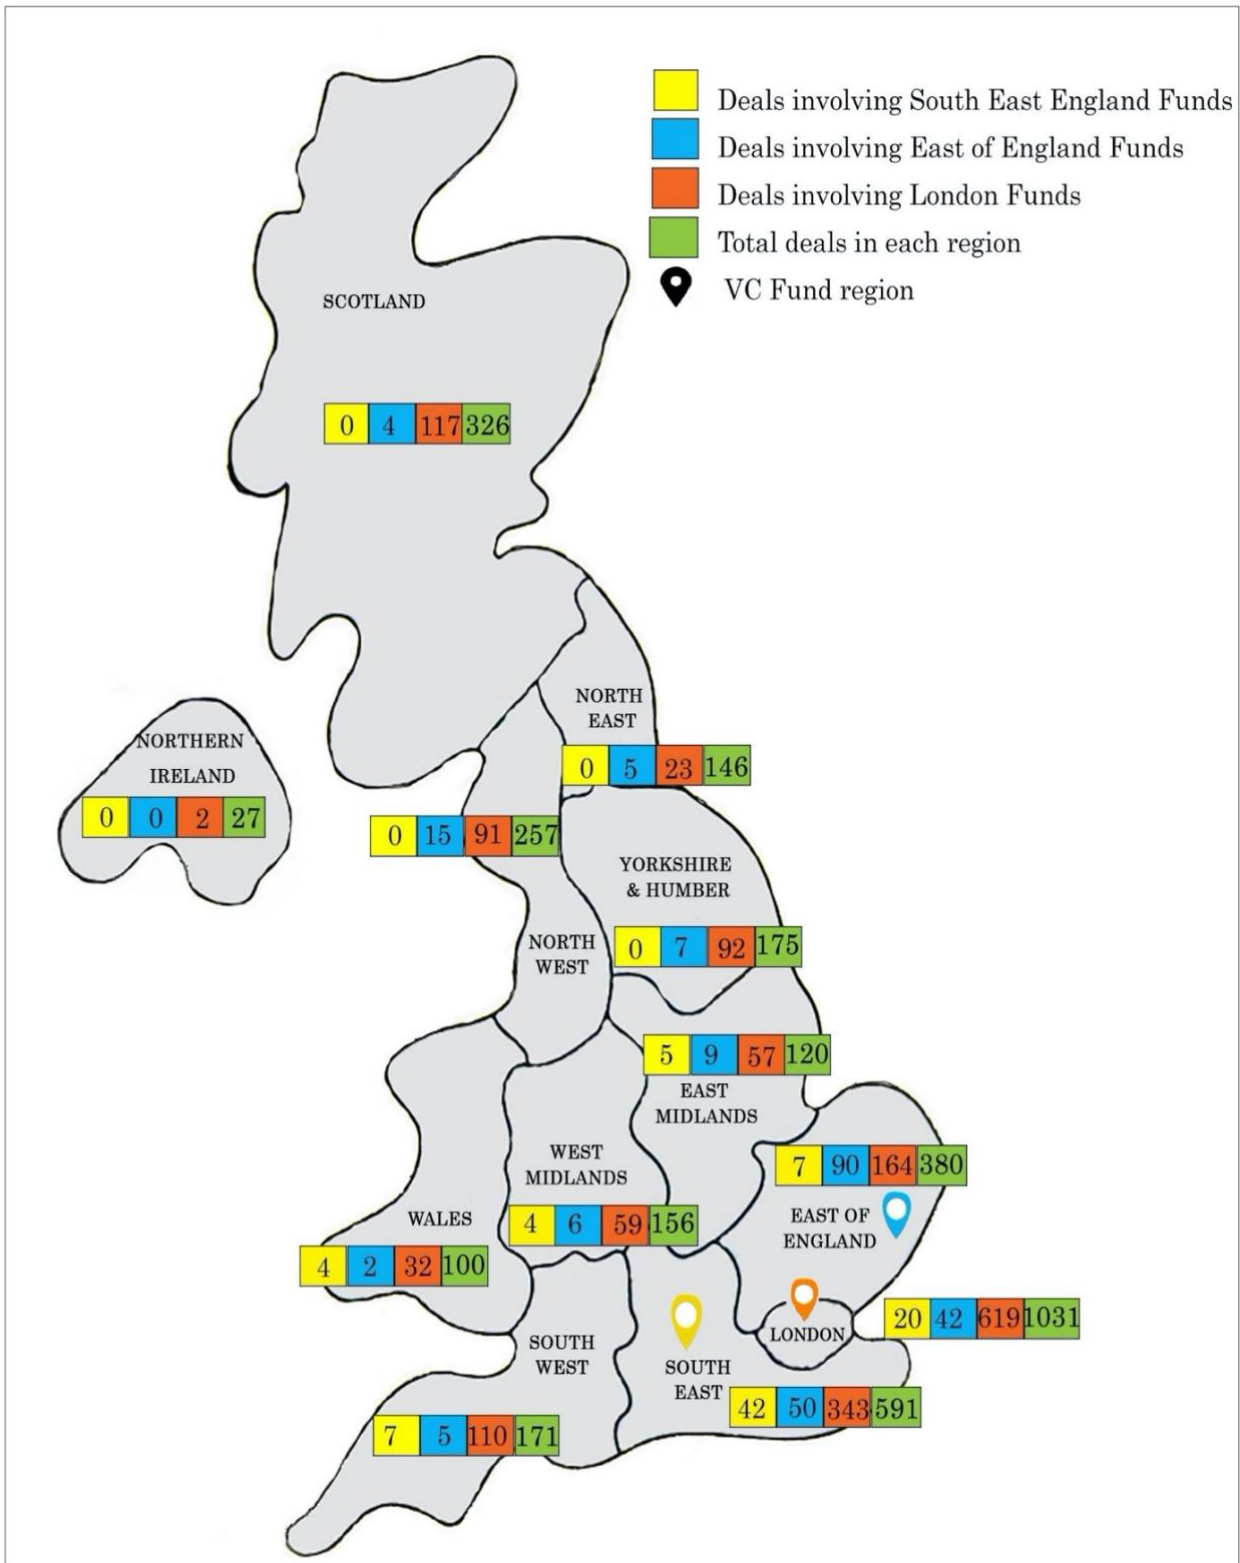 Deals involving South East England Funds
Deals involving East of England Funds
Deals involving London Funds
Total deals in each region
VC Fund region
SCOTLAND
0 4 117 326
NORTH
EAST
0 5 23 146
NORTHERN
IRELAND
0 0 2 27
0 15 91 257
NORTH
WEST
YORKSHIRE
& HUMBER
0 7 92 175
5 9 57 120
EAST
MIDLANDS
WEST
MIDLANDS
4 6 59 156
7 90 164 380
EAST OF
ENGLAND
WALES
4 2 32 100
LONDON
20 42 619 1031
SOUTH
WEST
7 5 110 171
SOUTH
EAST
42 50 343 591